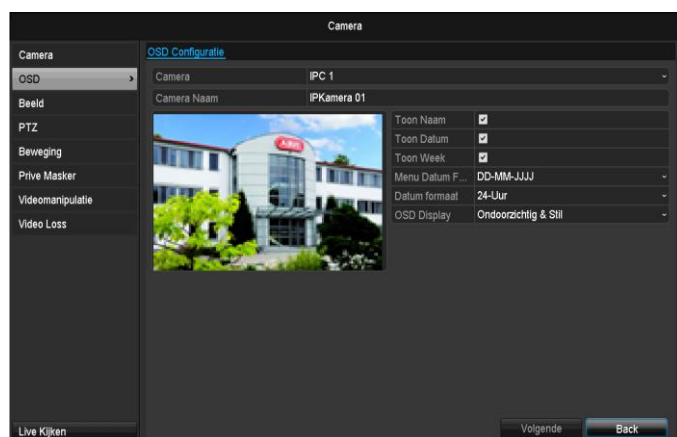 Camera
Camera
OSD
Beeld
PTZ
Beweging
Prive Masker
Videomanipulatie
Video Loss
Live Kijken
OSD Configuratie
Camera IPC 1
Camera Naam IPKamera 01
ABUS
Toon Naam
Toon Datum
Toon Week
Menu Datum F... DD-MM-JJJJ
Datum formaat 24-Uur
OSD Display Ondoorzichtig & Stil
Volgende Back